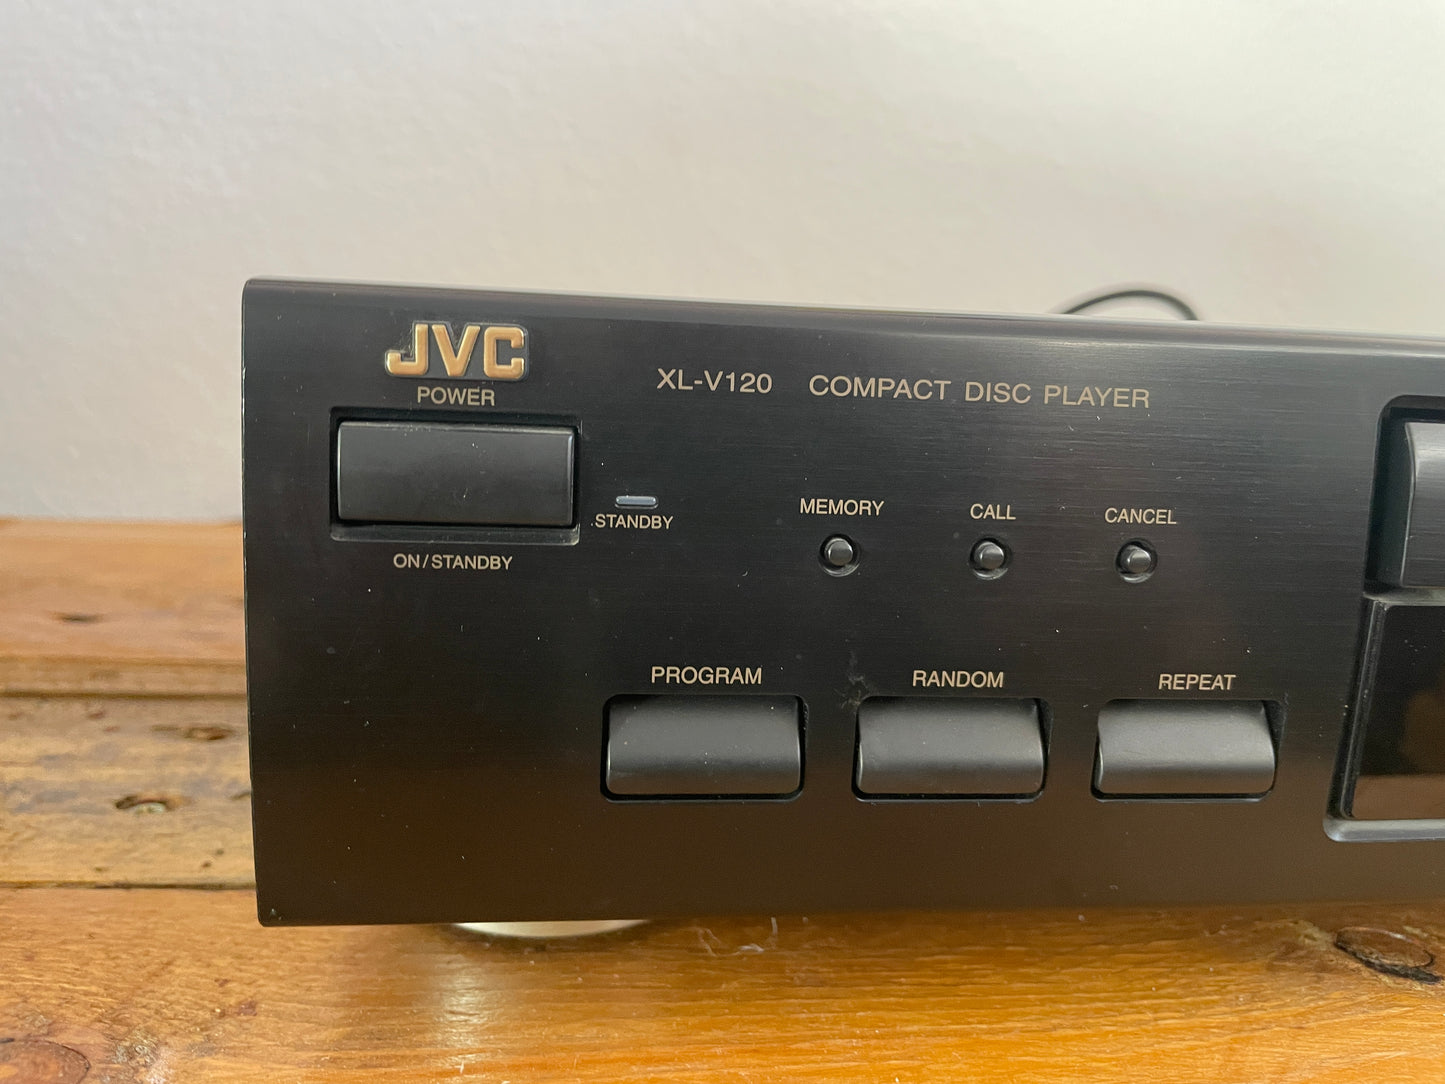 JVC
POWER
XL-V120 COMPACT DISC PLAYER
STANDBY
ON/STANDBY
MEMORY CALL CANCEL
PROGRAM RANDOM REPEAT